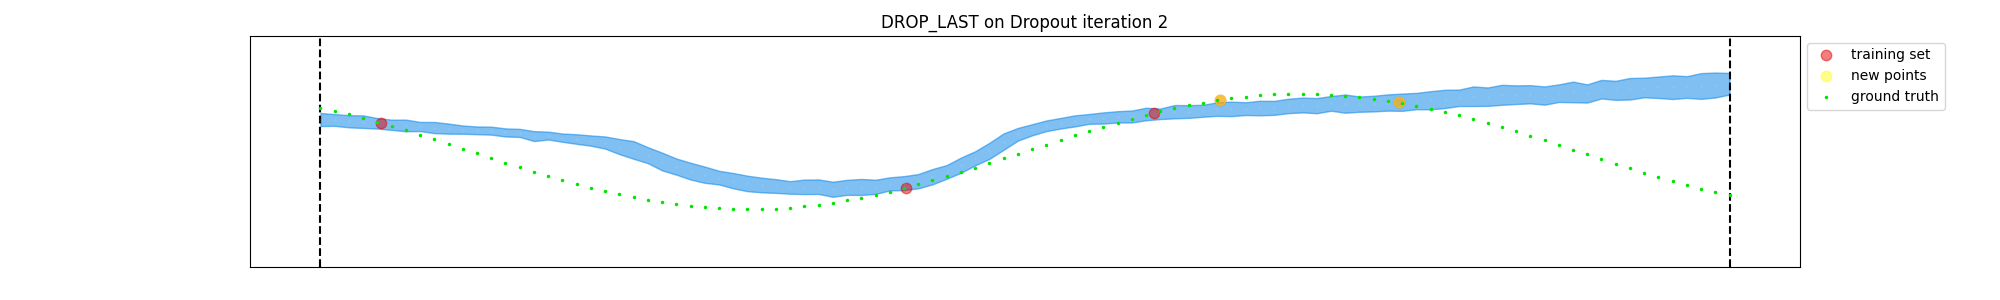 DROP_LAST on Dropout iteration 2
training set
new points
ground truth